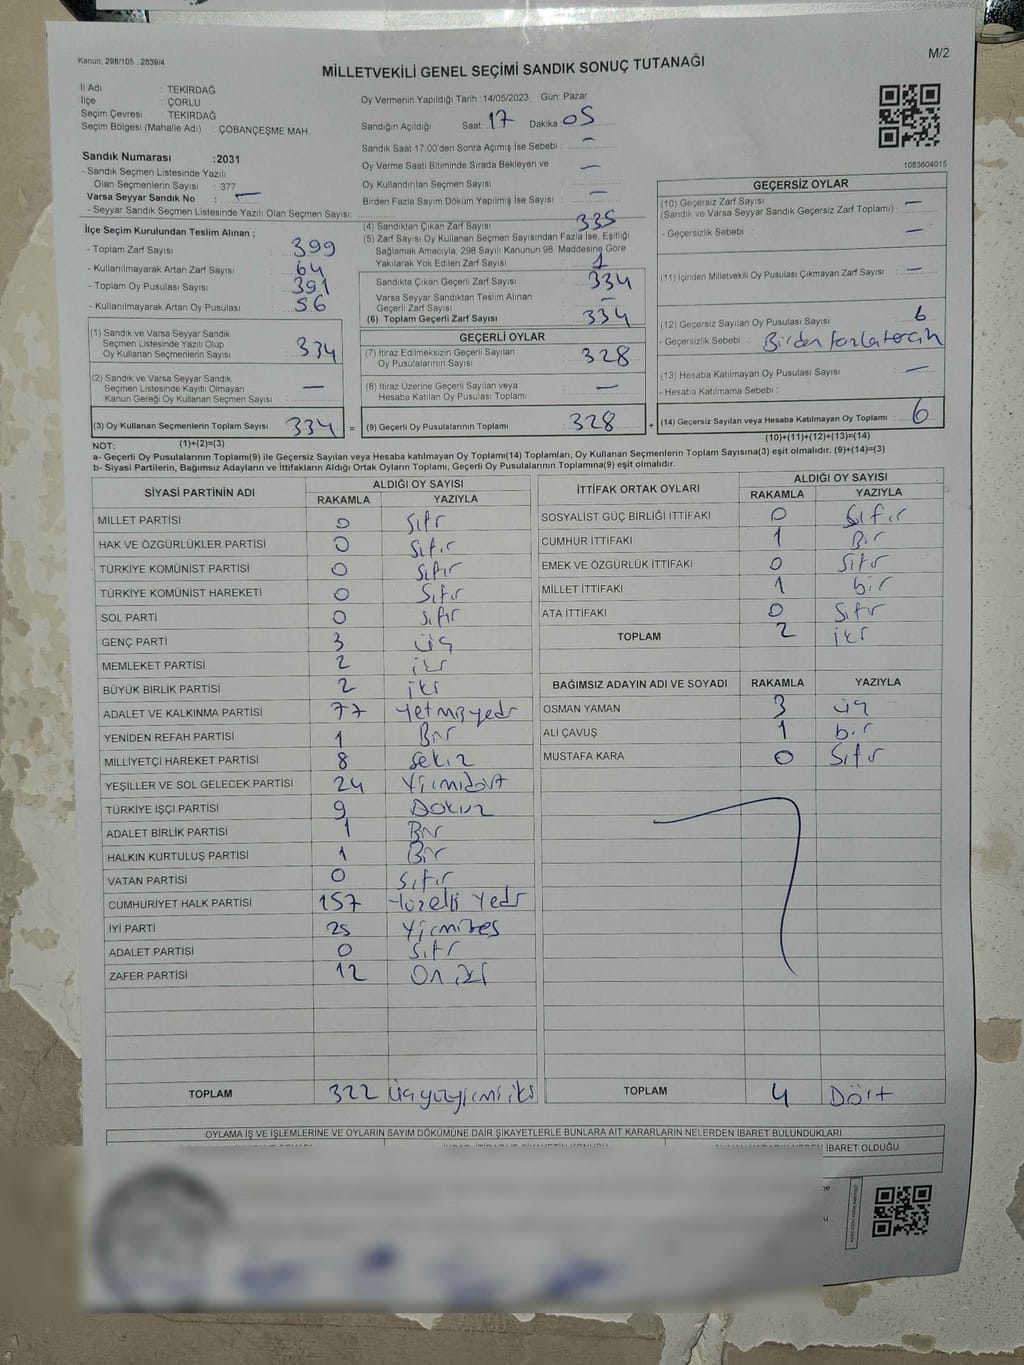 Kanun: 298/105 , 2839/4
M/2
MİLLETVEKİLİ GENEL SEÇİMİ SANDIK SONUÇ TUTANAĞI
İl Adı : TEKİRDAĞ
İlçe : ÇORLU
Seçim Çevresi : TEKİRDAĞ
Seçim Bölgesi (Mahalle Adı) : ÇOBANÇEŞME MAH.
Sandık Numarası :2031
- Sandık Seçmen Listesinde Yazılı
Olan Seçmenlerin Sayısı : 377
Varsa Seyyar Sandık No : —
- Seyyar Sandık Seçmen Listesinde Yazılı Olan Seçmen Sayısı:
Oy Vermenin Yapıldığı Tarih :14/05/2023 Gün: Pazar
Sandığın Açıldığı Saat: 17 Dakika: 05
Sandık Saat 17:00'den Sonra Açılmış İse Sebebi : —
Oy Verme Saati Bitiminde Sırada Bekleyen ve —
Oy Kullandırılan Seçmen Sayısı :
Birden Fazla Sayım Döküm Yapılmış İse Sayısı : —
1083604015
İlçe Seçim Kurulundan Teslim Alınan ;
- Toplam Zarf Sayısı : 399
- Kullanılmayarak Artan Zarf Sayısı : 64
- Toplam Oy Pusulası Sayısı : 391
- Kullanılmayarak Artan Oy Pusulası : 56
(1) Sandık ve Varsa Seyyar Sandık
Seçmen Listesinde Yazılı Olup
Oy Kullanan Seçmenlerin Sayısı : 334
(2) Sandık ve Varsa Seyyar Sandık
Seçmen Listesinde Kayıtlı Olmayan
Kanun Gereği Oy Kullanan Seçmen Sayısı : —
(3) Oy Kullanan Seçmenlerin Toplam Sayısı : 334 =
(4) Sandıktan Çıkan Zarf Sayısı : 335
(5) Zarf Sayısı Oy Kullanan Seçmen Sayısından Fazla İse, Eşitliği
Sağlamak Amacıyla; 298 Sayılı Kanunun 98. Maddesine Göre
Yakılarak Yok Edilen Zarf Sayısı : 1
Sandıkta Çıkan Geçerli Zarf Sayısı : 334
Varsa Seyyar Sandıktan Teslim Alınan
Geçerli Zarf Sayısı : —
(6) Toplam Geçerli Zarf Sayısı : 334
GEÇERLİ OYLAR
(7) İtiraz Edilmeksizin Geçerli Sayılan
Oy Pusulalarının Sayısı : 328
(8) İtiraz Üzerine Geçerli Sayılan veya
Hesaba Katılan Oy Pusulaları Toplamı : —
(9) Geçerli Oy Pusulalarının Toplamı : 328 +
GEÇERSİZ OYLAR
(10) Geçersiz Zarf Sayısı : —
(Sandık ve Varsa Seyyar Sandık Geçersiz Zarf Toplamı)
- Geçersizlik Sebebi : —
(11) İçinden Milletvekili Oy Pusulası Çıkmayan Zarf Sayısı : —
(12) Geçersiz Sayılan Oy Pusulası Sayısı : 6
- Geçersizlik Sebebi : Birden fazla tercih
(13) Hesaba Katılmayan Oy Pusulası Sayısı : —
- Hesaba Katılmama Sebebi :
(14) Geçersiz Sayılan veya Hesaba Katılmayan Oy Toplamı : 6
NOT: (1)+(2)=(3)
(10)+(11)+(12)+(13)=(14)
a- Geçerli Oy Pusulalarının Toplamı(9) ile Geçersiz Sayılan veya Hesaba katılmayan Oy Toplamı(14) Toplamları, Oy Kullanan Seçmenlerin Toplam Sayısına(3) eşit olmalıdır. (9)+(14)=(3)
b- Siyasi Partilerin, Bağımsız Adayların ve İttifakların Aldığı Ortak Oyların Toplamı, Geçerli Oy Pusulalarının Toplamına(9) eşit olmalıdır.
SİYASİ PARTİNİN ADI ALDIĞI OY SAYISI
RAKAMLA YAZIYLA
MİLLET PARTİSİ 0 Sıfır
HAK VE ÖZGÜRLÜKLER PARTİSİ 0 Sıfır
TÜRKİYE KOMÜNİST PARTİSİ 0 Sıfır
TÜRKİYE KOMÜNİST HAREKETİ 0 Sıfır
SOL PARTİ 0 Sıfır
GENÇ PARTİ 3 üç
MEMLEKET PARTİSİ 2 iki
BÜYÜK BİRLİK PARTİSİ 2 iki
ADALET VE KALKINMA PARTİSİ 77 Yetmişyedi
YENİDEN REFAH PARTİSİ 1 Bir
MİLLİYETÇİ HAREKET PARTİSİ 8 Sekiz
YEŞİLLER VE SOL GELECEK PARTİSİ 24 Yirmidört
TÜRKİYE İŞÇİ PARTİSİ 9 Dokuz
ADALET BİRLİK PARTİSİ 1 Bir
HALKIN KURTULUŞ PARTİSİ 1 Bir
VATAN PARTİSİ 0 Sıfır
CUMHURİYET HALK PARTİSİ 157 Yüzelli Yedi
İYİ PARTİ 25 Yirmibeş
ADALET PARTİSİ 0 Sıfır
ZAFER PARTİSİ 12 On iki
TOPLAM 322 Üçyüzyirmi iki
İTTİFAK ORTAK OYLARI ALDIĞI OY SAYISI
RAKAMLA YAZIYLA
SOSYALİST GÜÇ BİRLİĞİ İTTİFAKI 0 Sıfır
CUMHUR İTTİFAKI 1 Bir
EMEK VE ÖZGÜRLÜK İTTİFAKI 0 Sıfır
MİLLET İTTİFAKI 1 bir
ATA İTTİFAKI 0 Sıfır
TOPLAM 2 iki
BAĞIMSIZ ADAYIN ADI VE SOYADI RAKAMLA YAZIYLA
OSMAN YAMAN 3 üç
ALİ ÇAVUŞ 1 bir
MUSTAFA KARA 0 Sıfır
TOPLAM 4 Dört
OYLAMA İŞ VE İŞLEMLERİNE VE OYLARIN SAYIM DÖKÜMÜNE DAİR ŞİKAYETLERLE BUNLARA AİT KARARLARIN NELERDEN İBARET BULUNDUKLARI
İBARET OLDUĞU